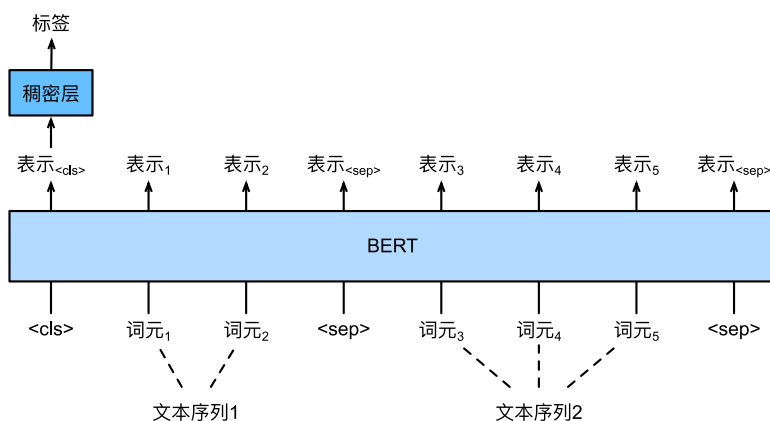 标签
稠密层
表示<cls> 表示1 表示2 表示<sep> 表示3 表示4 表示5 表示<sep>
BERT
<cls> 词元1 词元2 <sep> 词元3 词元4 词元5 <sep>
文本序列1 文本序列2